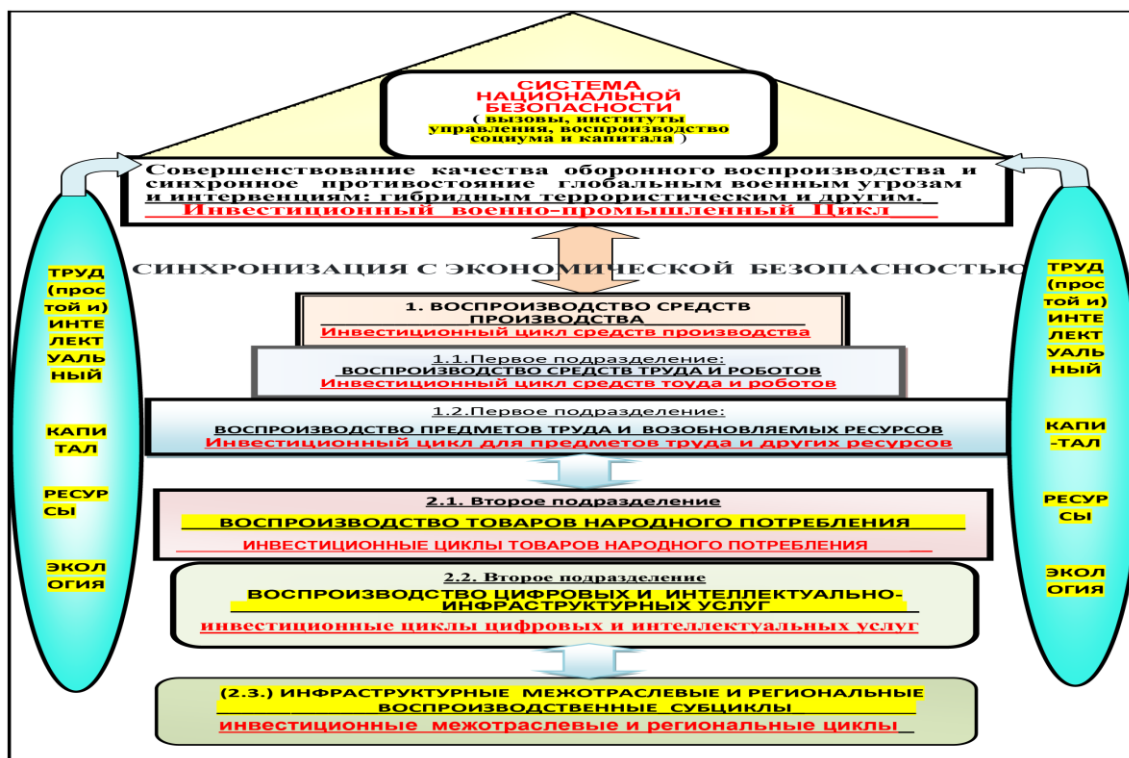 СИСТЕМА
НАЦИОНАЛЬНОЙ
БЕЗОПАСНОСТИ
( вызовы, институты
управления, воспроизводство
социума и капитала )
Совершенствование качества оборонного воспроизводства и
синхронное противостояние глобальным военным угрозам
и интервенциям: гибридным террористическим и другим.
Инвестиционный военно-промышленный Цикл
СИНХРОНИЗАЦИЯ С ЭКОНОМИЧЕСКОЙ БЕЗОПАСНОСТЬЮ
1. ВОСПРОИЗВОДСТВО СРЕДСТВ
ПРОИЗВОДСТВА
Инвестиционный цикл средств производства
1.1.Первое подразделение:
ВОСПРОИЗВОДСТВО СРЕДСТВ ТРУДА И РОБОТОВ
Инвестиционный цикл средств тоуда и роботов
1.2.Первое подразделение:
ВОСПРОИЗВОДСТВО ПРЕДМЕТОВ ТРУДА И ВОЗОБНОВЛЯЕМЫХ РЕСУРСОВ
Инвестиционный цикл для предметов труда и других ресурсов
2.1. Второе подразделение
ВОСПРОИЗВОДСТВО ТОВАРОВ НАРОДНОГО ПОТРЕБЛЕНИЯ
ИНВЕСТИЦИОННЫЕ ЦИКЛЫ ТОВАРОВ НАРОДНОГО ПОТРЕБЛЕНИЯ
2.2. Второе подразделение
ВОСПРОИЗВОДСТВО ЦИФРОВЫХ И ИНТЕЛЛЕКТУАЛЬНО-
ИНФРАСТРУКТУРНЫХ УСЛУГ
инвестиционные циклы цифровых и интеллектуальных услуг
(2.3.) ИНФРАСТРУКТУРНЫЕ МЕЖОТРАСЛЕВЫЕ И РЕГИОНАЛЬНЫЕ
ВОСПРОИЗВОДСТВЕННЫЕ СУБЦИКЛЫ
инвестиционные межотраслевые и региональные циклы
ТРУД
(прос
той и)
ИНТЕ
ЛЕКТ
УАЛЬ
НЫЙ
КАПИ
ТАЛ
РЕСУР
СЫ
ЭКОЛ
ОГИЯ
ТРУД
(прос
той и)
ИНТЕ
ЛЕКТ
УАЛЬ
НЫЙ
КАПИ
-ТАЛ
РЕСУР
СЫ
ЭКОЛ
ОГИЯ